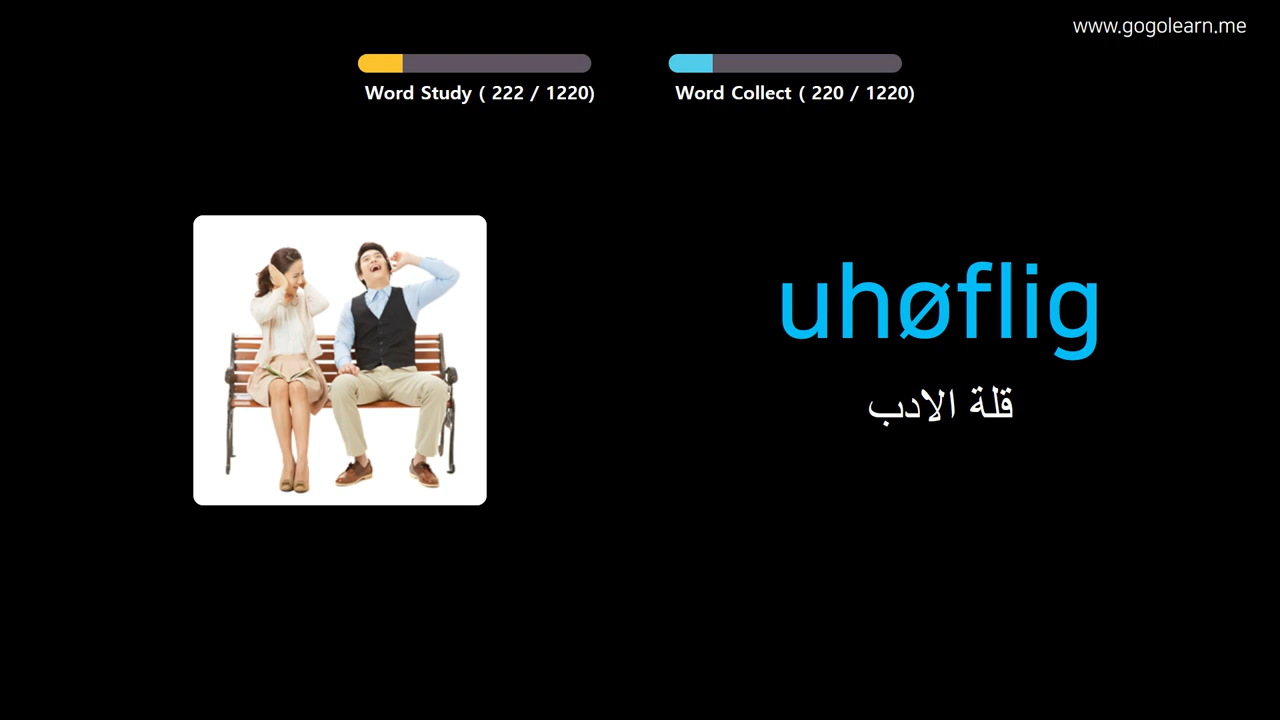 www.gogolearn.me
Word Study ( 222 / 1220)
Word Collect ( 220 / 1220)
uhøflig
قلة الادب